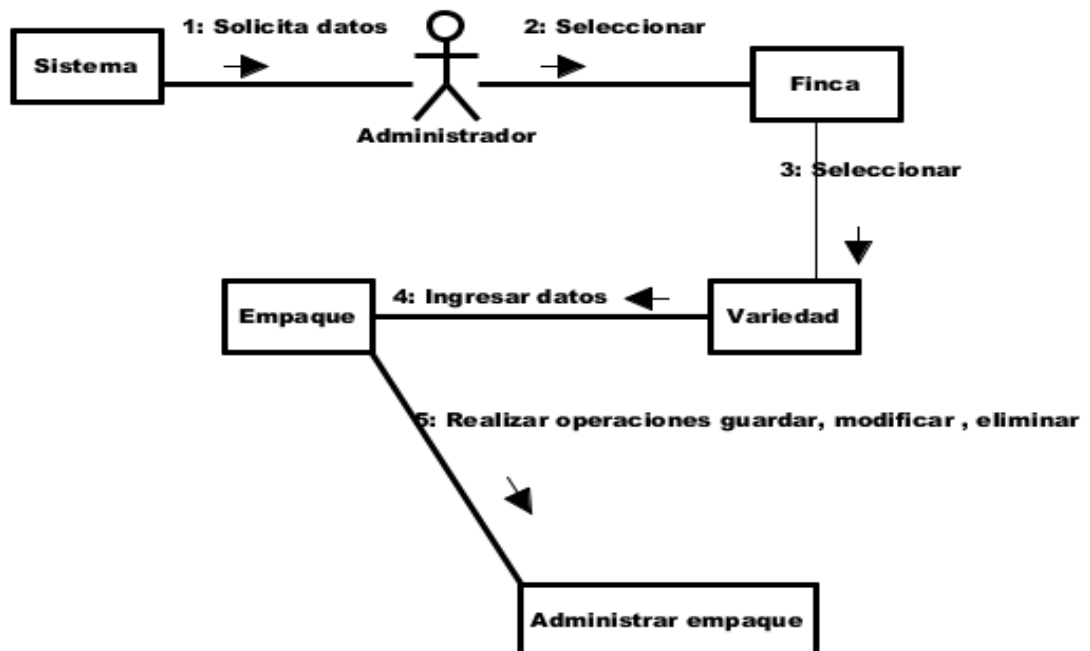 1: Solicita datos
2: Seleccionar
Sistema
Administrador
Finca
3: Seleccionar
4: Ingresar datos
Empaque
Variedad
5: Realizar operaciones guardar, modificar , eliminar
Administrar empaque